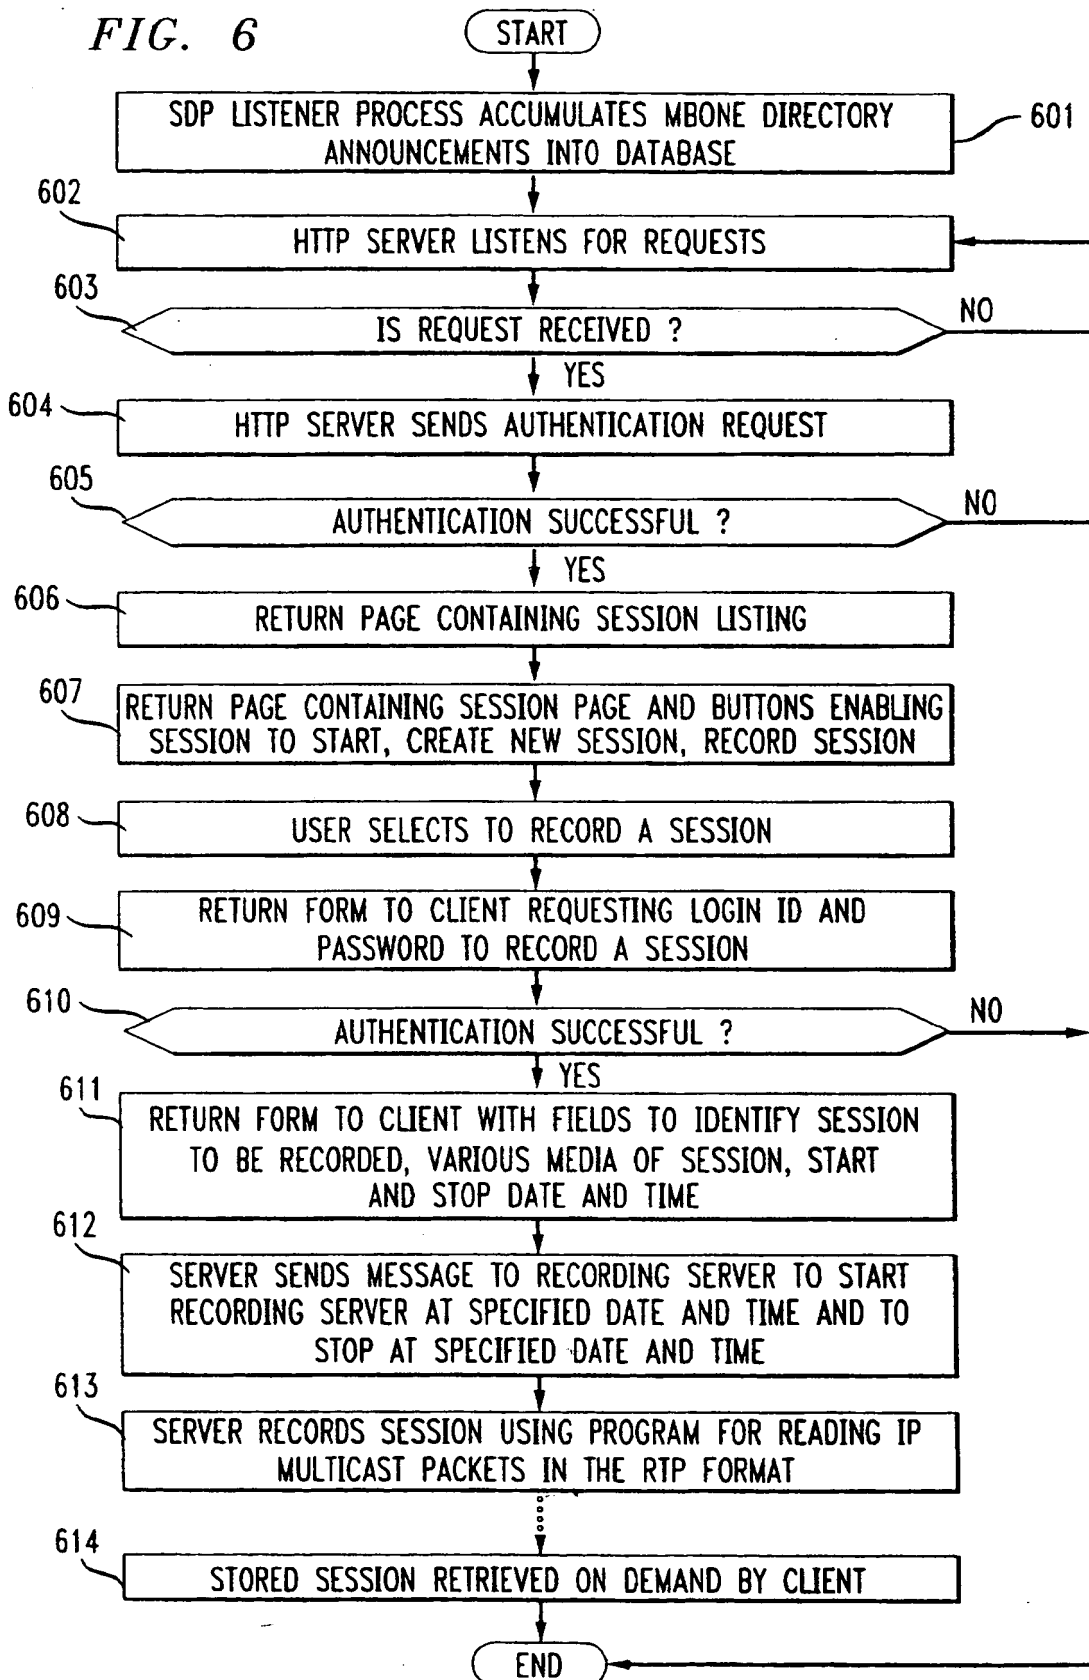 FIG. 6
START
SDP LISTENER PROCESS ACCUMULATES MBONE DIRECTORY
ANNOUNCEMENTS INTO DATABASE
601
602
HTTP SERVER LISTENS FOR REQUESTS
603
IS REQUEST RECEIVED ?
NO
YES
604
HTTP SERVER SENDS AUTHENTICATION REQUEST
605
AUTHENTICATION SUCCESSFUL ?
NO
YES
606
RETURN PAGE CONTAINING SESSION LISTING
607
RETURN PAGE CONTAINING SESSION PAGE AND BUTTONS ENABLING
SESSION TO START, CREATE NEW SESSION, RECORD SESSION
608
USER SELECTS TO RECORD A SESSION
609
RETURN FORM TO CLIENT REQUESTING LOGIN ID AND
PASSWORD TO RECORD A SESSION
610
AUTHENTICATION SUCCESSFUL ?
NO
YES
611
RETURN FORM TO CLIENT WITH FIELDS TO IDENTIFY SESSION
TO BE RECORDED, VARIOUS MEDIA OF SESSION, START
AND STOP DATE AND TIME
612
SERVER SENDS MESSAGE TO RECORDING SERVER TO START
RECORDING SERVER AT SPECIFIED DATE AND TIME AND TO
STOP AT SPECIFIED DATE AND TIME
613
SERVER RECORDS SESSION USING PROGRAM FOR READING IP
MULTICAST PACKETS IN THE RTP FORMAT
614
STORED SESSION RETRIEVED ON DEMAND BY CLIENT
END